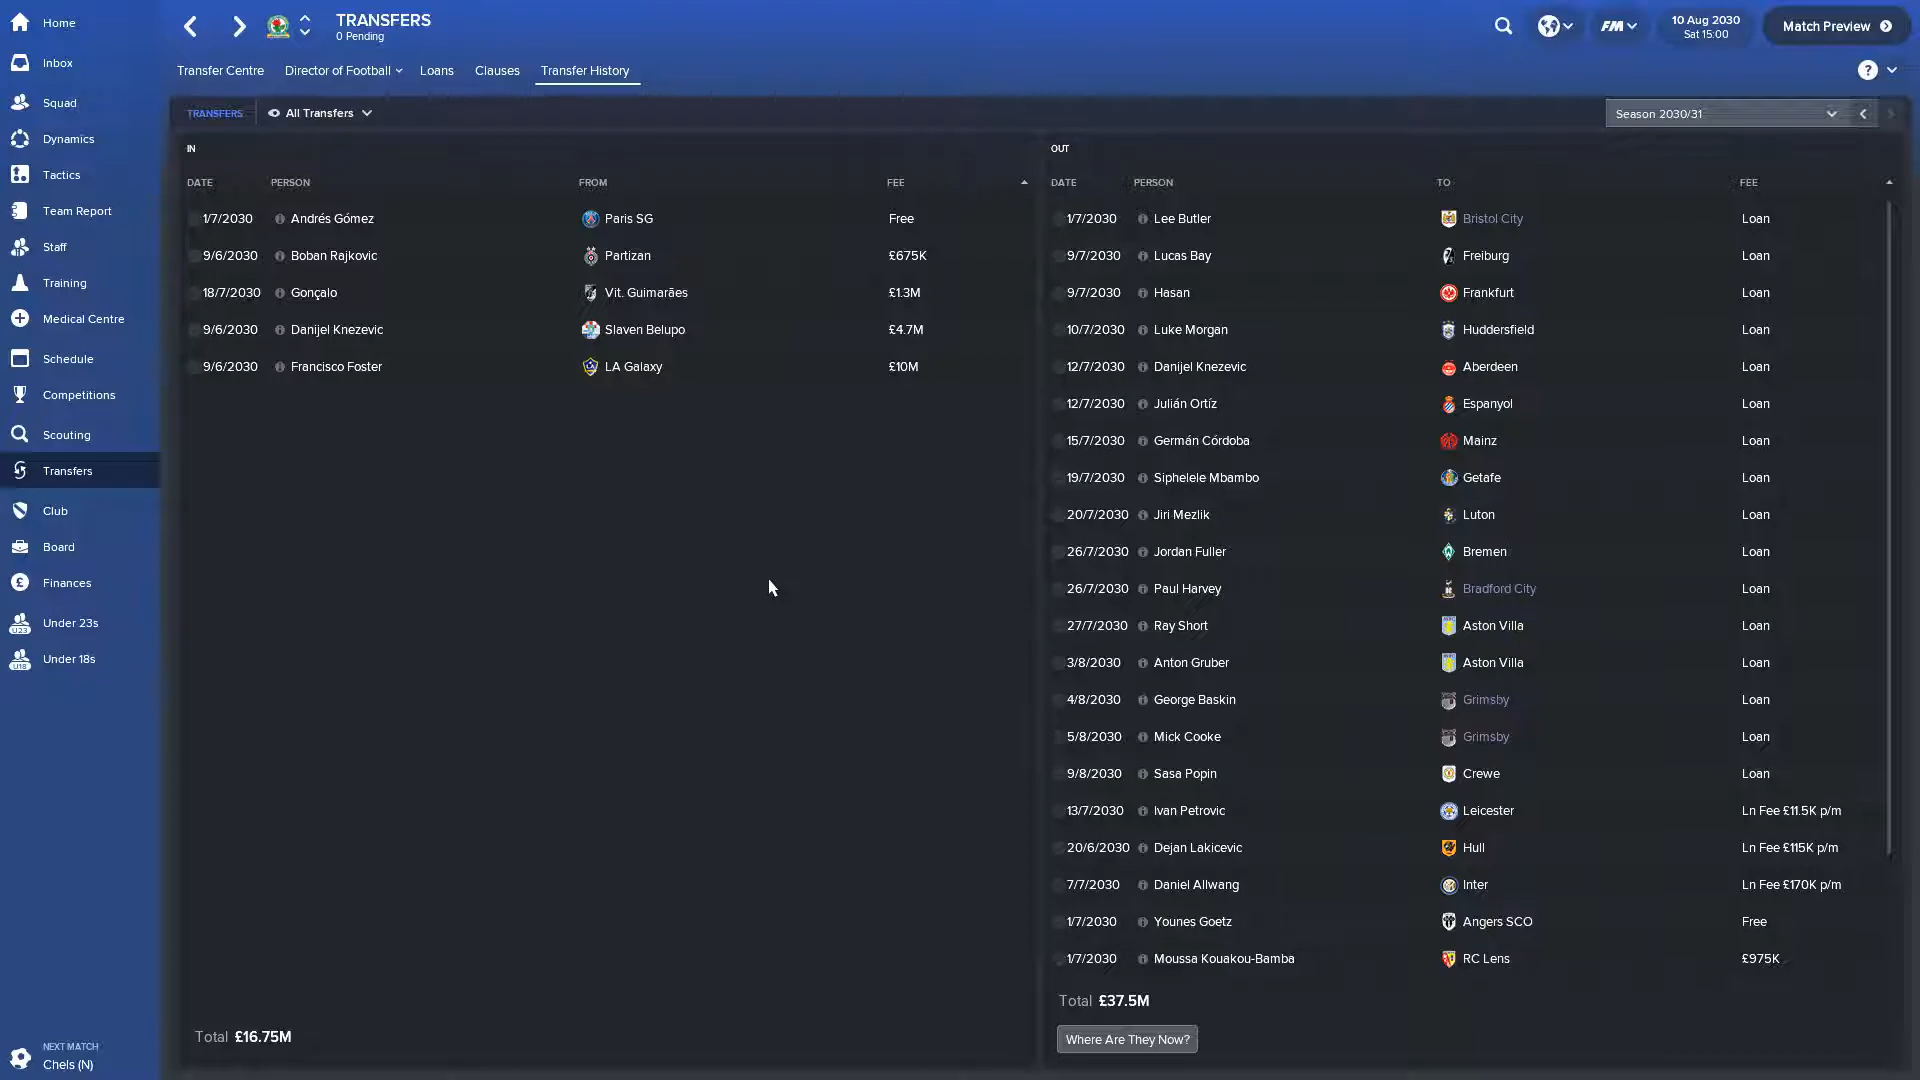 Home
Inbox
Squad
Dynamics
Tactics
Team Report
Staff
Training
Medical Centre
Schedule
Competitions
Scouting
Transfers
Club
Board
Finances
U23
Under 23s
U18
Under 18s
NEXT MATCH
Chels (N)
TRANSFERS
0 Pending
FM
10 Aug 2030
Sat 15:00
Match Preview
Transfer Centre Director of Football Loans Clauses Transfer History
?
TRANSFERS All Transfers Season 2030/31
IN
DATE PERSON FROM FEE
1/7/2030 Andrés Gómez Paris SG Free
9/6/2030 Boban Rajkovic Partizan £675K
18/7/2030 Gonçalo Vit. Guimarães £1.3M
9/6/2030 Danijel Knezevic Slaven Belupo £4.7M
9/6/2030 Francisco Foster LA Galaxy £10M
Total £16.75M
OUT
DATE PERSON TO FEE
1/7/2030 Lee Butler Bristol City Loan
9/7/2030 Lucas Bay Freiburg Loan
9/7/2030 Hasan Frankfurt Loan
10/7/2030 Luke Morgan Huddersfield Loan
12/7/2030 Danijel Knezevic Aberdeen Loan
12/7/2030 Julián Ortíz Espanyol Loan
15/7/2030 Germán Córdoba Mainz Loan
19/7/2030 Siphelele Mbambo Getafe Loan
20/7/2030 Jiri Mezlik Luton Loan
26/7/2030 Jordan Fuller Bremen Loan
26/7/2030 Paul Harvey Bradford City Loan
27/7/2030 Ray Short Aston Villa Loan
3/8/2030 Anton Gruber Aston Villa Loan
4/8/2030 George Baskin Grimsby Loan
5/8/2030 Mick Cooke Grimsby Loan
9/8/2030 Sasa Popin Crewe Loan
13/7/2030 Ivan Petrovic Leicester Ln Fee £11.5K p/m
20/6/2030 Dejan Lakicevic Hull Ln Fee £115K p/m
7/7/2030 Daniel Allwang Inter Ln Fee £170K p/m
1/7/2030 Younes Goetz Angers SCO Free
1/7/2030 Moussa Kouakou-Bamba RC Lens £975K
Total £37.5M
Where Are They Now?